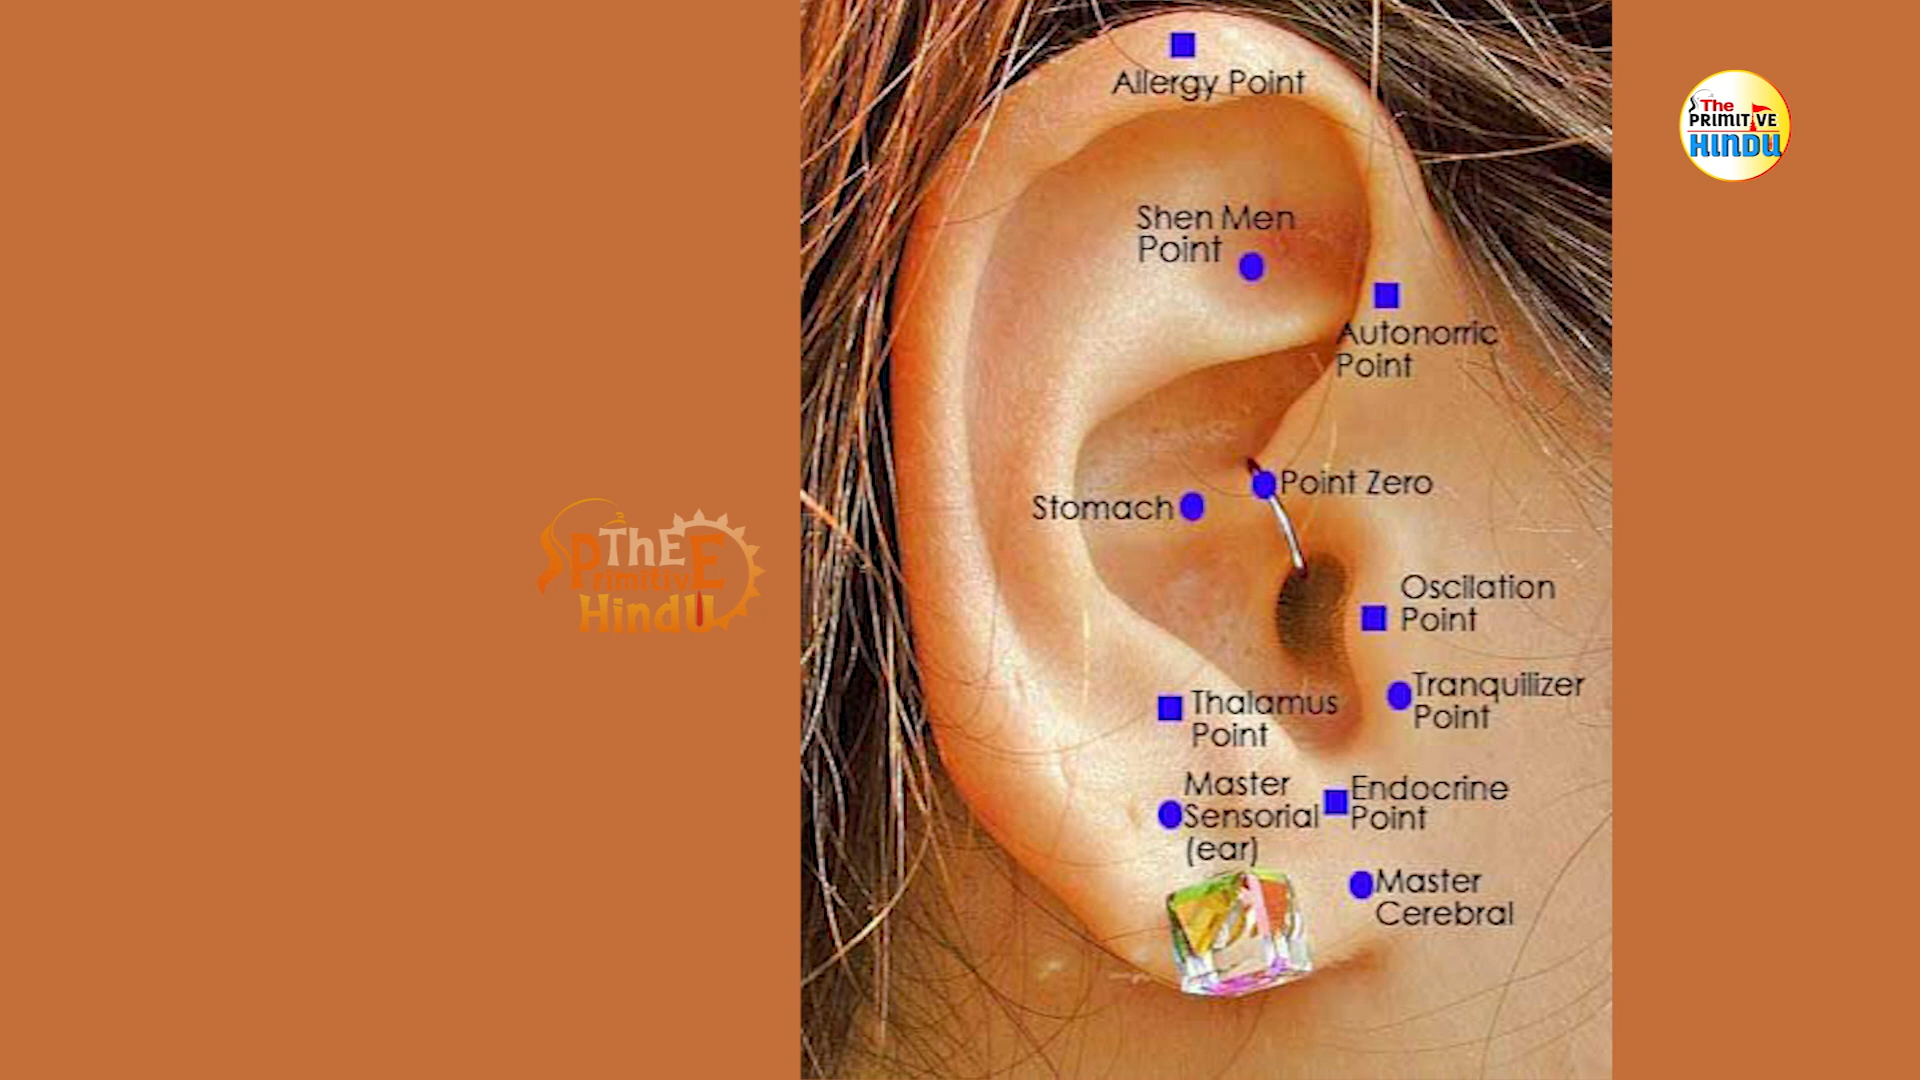 Allergy Point
The
PRIMITIVE
HINDU
Shen Men
Point
Autonorric
Point
Point Zero
Stomach
The
Primitive
Hindu
Oscilation
Point
Tranquilizer
Point
Thalamus
Point
Master
Sensorial
(ear)
Endocrine
Point
Master
Cerebral